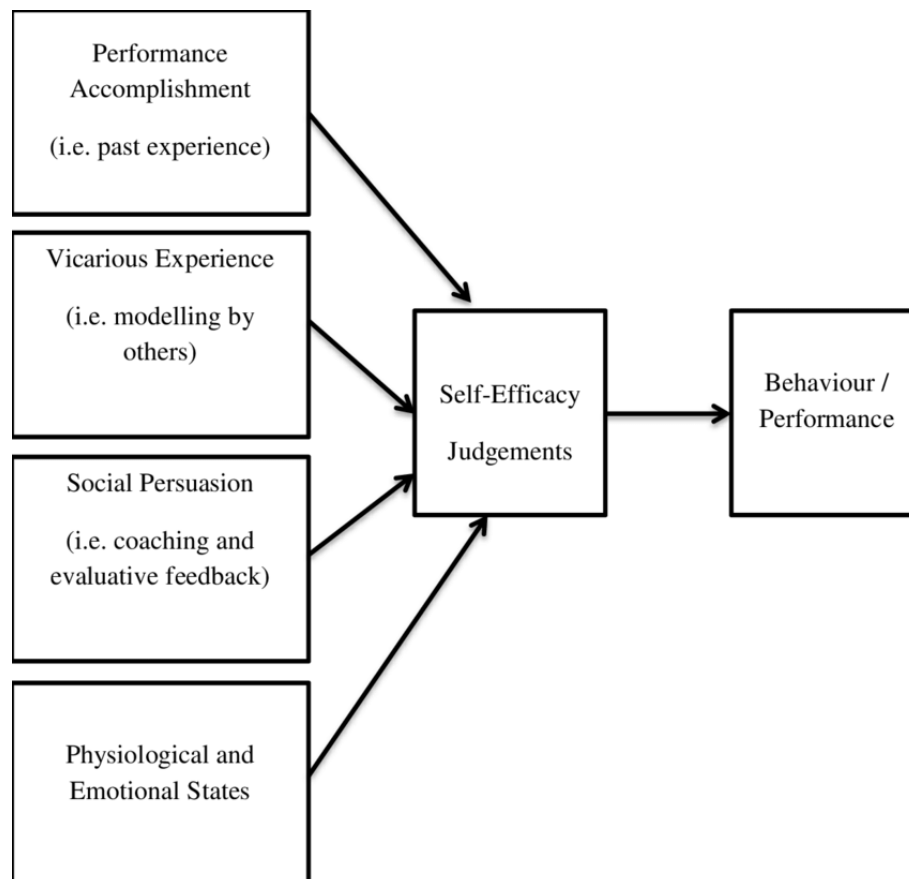 Performance
Accomplishment
(i.e. past experience)
Vicarious Experience
(i.e. modelling by
others)
Social Persuasion
(i.e. coaching and
evaluative feedback)
Physiological and
Emotional States
Self-Efficacy
Judgements
Behaviour /
Performance